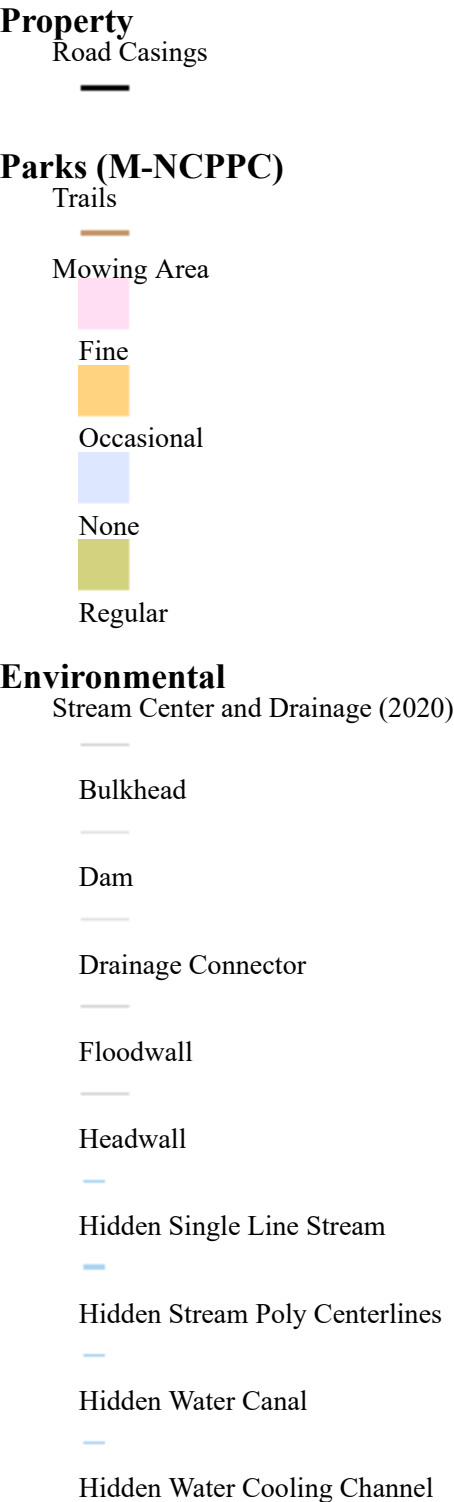 Property
Road Casings
Parks (M-NCPPC)
Trails
Mowing Area
Fine
Occasional
None
Regular
Environmental
Stream Center and Drainage (2020)
Bulkhead
Dam
Drainage Connector
Floodwall
Headwall
Hidden Single Line Stream
Hidden Stream Poly Centerlines
Hidden Water Canal
Hidden Water Cooling Channel